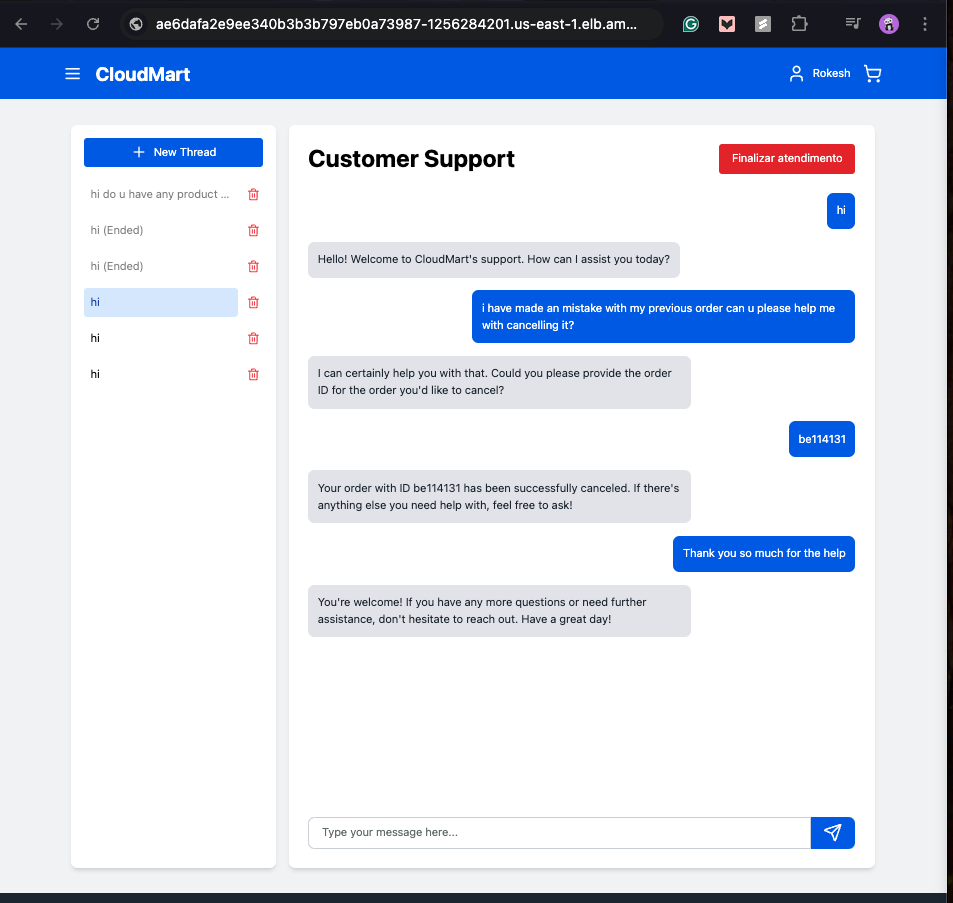 ae6dafa2e9ee340b3b3b797eb0a73987-1256284201.us-east-1.elb.am...
CloudMart
Rokesh
New Thread
hi do u have any product ...
hi (Ended)
hi (Ended)
hi
hi
hi
Customer Support
Finalizar atendimento
hi
Hello! Welcome to CloudMart's support. How can I assist you today?
i have made an mistake with my previous order can u please help me
with cancelling it?
I can certainly help you with that. Could you please provide the order
ID for the order you'd like to cancel?
be114131
Your order with ID be114131 has been successfully canceled. If there's
anything else you need help with, feel free to ask!
Thank you so much for the help
You're welcome! If you have any more questions or need further
assistance, don't hesitate to reach out. Have a great day!
Type your message here...